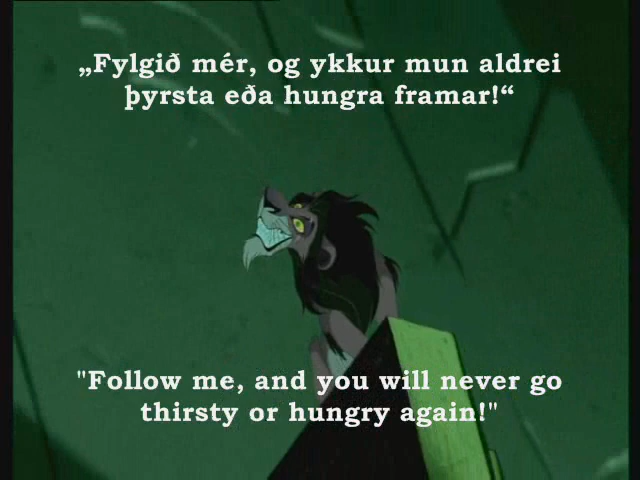 „Fylgið mér, og ykkur mun aldrei
þyrsta eða hungra framar!“
"Follow me, and you will never go
thirsty or hungry again!"